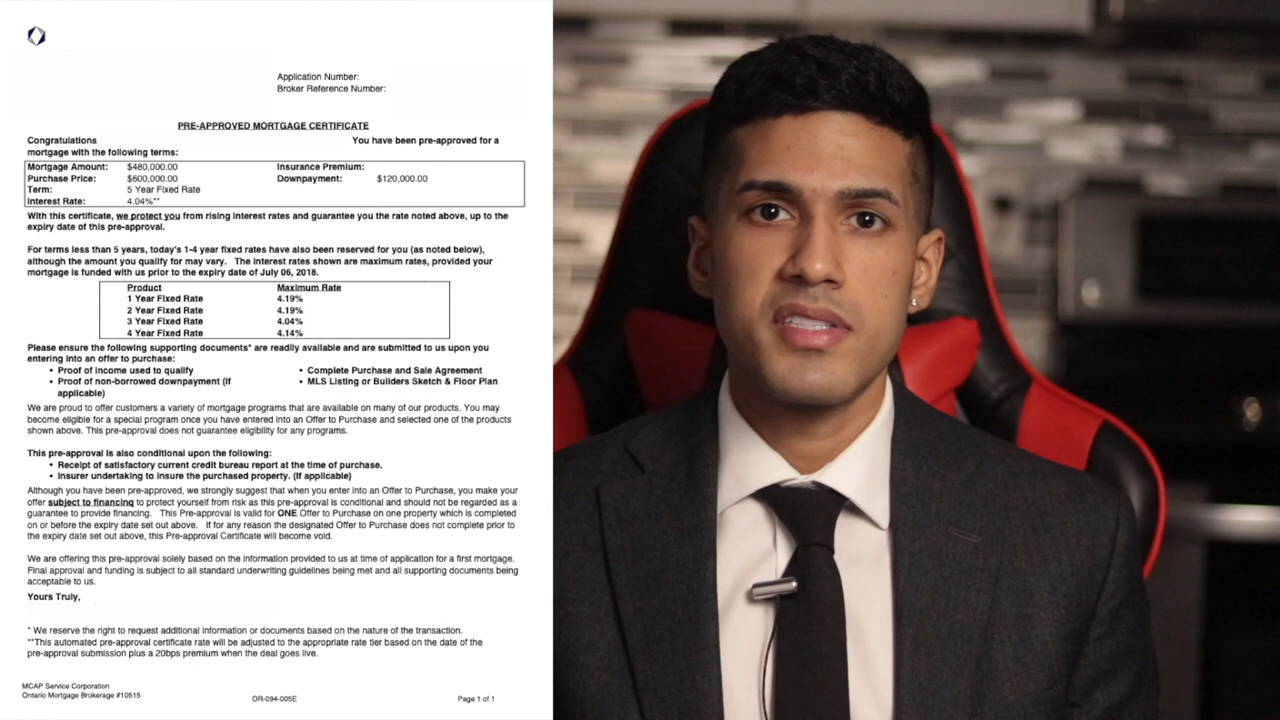 Application Number:
Broker Reference Number:
PRE-APPROVED MORTGAGE CERTIFICATE
Congratulations You have been pre-approved for a
mortgage with the following terms:
Mortgage Amount: $480,000.00 Insurance Premium:
Purchase Price: $600,000.00 Downpayment: $120,000.00
Term: 5 Year Fixed Rate
Interest Rate: 4.04%**
With this certificate, we protect you from rising interest rates and guarantee you the rate noted above, up to the
expiry date of this pre-approval.
For terms less than 5 years, today's 1-4 year fixed rates have also been reserved for you (as noted below),
although the amount you qualify for may vary. The interest rates shown are maximum rates, provided your
mortgage is funded with us prior to the expiry date of July 06, 2018.
Product Maximum Rate
1 Year Fixed Rate 4.19%
2 Year Fixed Rate 4.19%
3 Year Fixed Rate 4.04%
4 Year Fixed Rate 4.14%
Please ensure the following supporting documents* are readily available and are submitted to us upon you
entering into an offer to purchase:
• Proof of income used to qualify • Complete Purchase and Sale Agreement
• Proof of non-borrowed downpayment (if • MLS Listing or Builders Sketch & Floor Plan
applicable)
We are proud to offer customers a variety of mortgage programs that are available on many of our products. You may
become eligible for a special program once you have entered into an Offer to Purchase and selected one of the products
shown above. This pre-approval does not guarantee eligibility for any programs.
This pre-approval is also conditional upon the following:
• Receipt of satisfactory current credit bureau report at the time of purchase.
• Insurer undertaking to insure the purchased property. (if applicable)
Although you have been pre-approved, we strongly suggest that when you enter into an Offer to Purchase, you make your
offer subject to financing to protect yourself from risk as this pre-approval is conditional and should not be regarded as a
guarantee to provide financing. This Pre-approval is valid for ONE Offer to Purchase on one property which is completed
on or before the expiry date set out above. If for any reason the designated Offer to Purchase does not complete prior to
the expiry date set out above, this Pre-approval Certificate will become void.
We are offering this pre-approval solely based on the information provided to us at time of application for a first mortgage.
Final approval and funding is subject to all standard underwriting guidelines being met and all supporting documents being
acceptable to us.
Yours Truly,
* We reserve the right to request additional information or documents based on the nature of the transaction.
**This automated pre-approval certificate rate will be adjusted to the appropriate rate tier based on the date of the
pre-approval submission plus a 20bps premium when the deal goes live.
MCAP Service Corporation
Ontario Mortgage Brokerage #10515
OR-094-005E Page 1 of 1